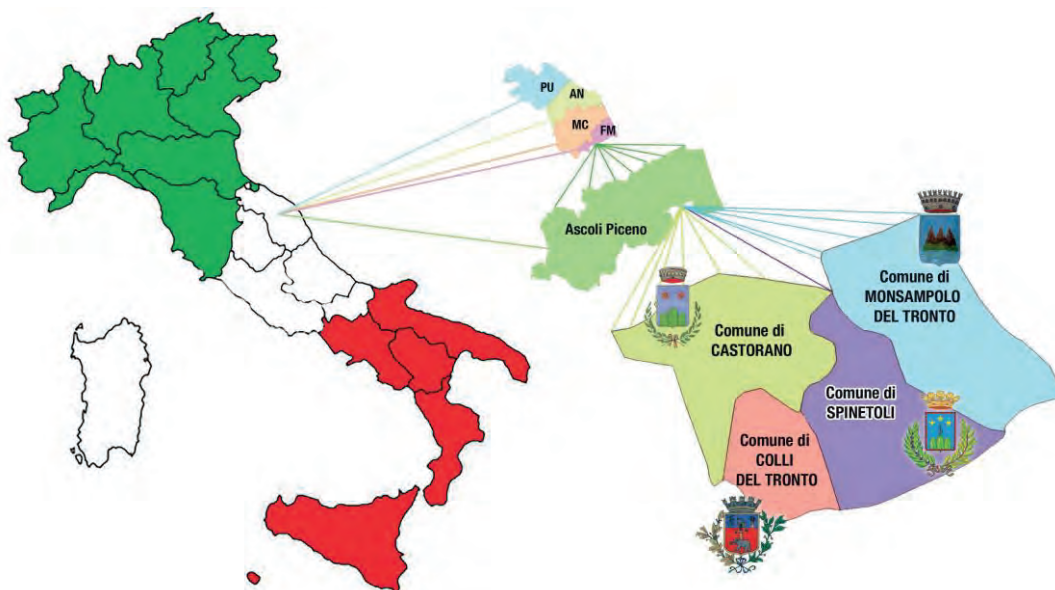 PU
AN
MC
FM
Ascoli Piceno
Comune di
MONSAMPOLO
DEL TRONTO
Comune di
CASTORANO
Comune di
SPINETOLI
Comune di
COLLI
DEL TRONTO